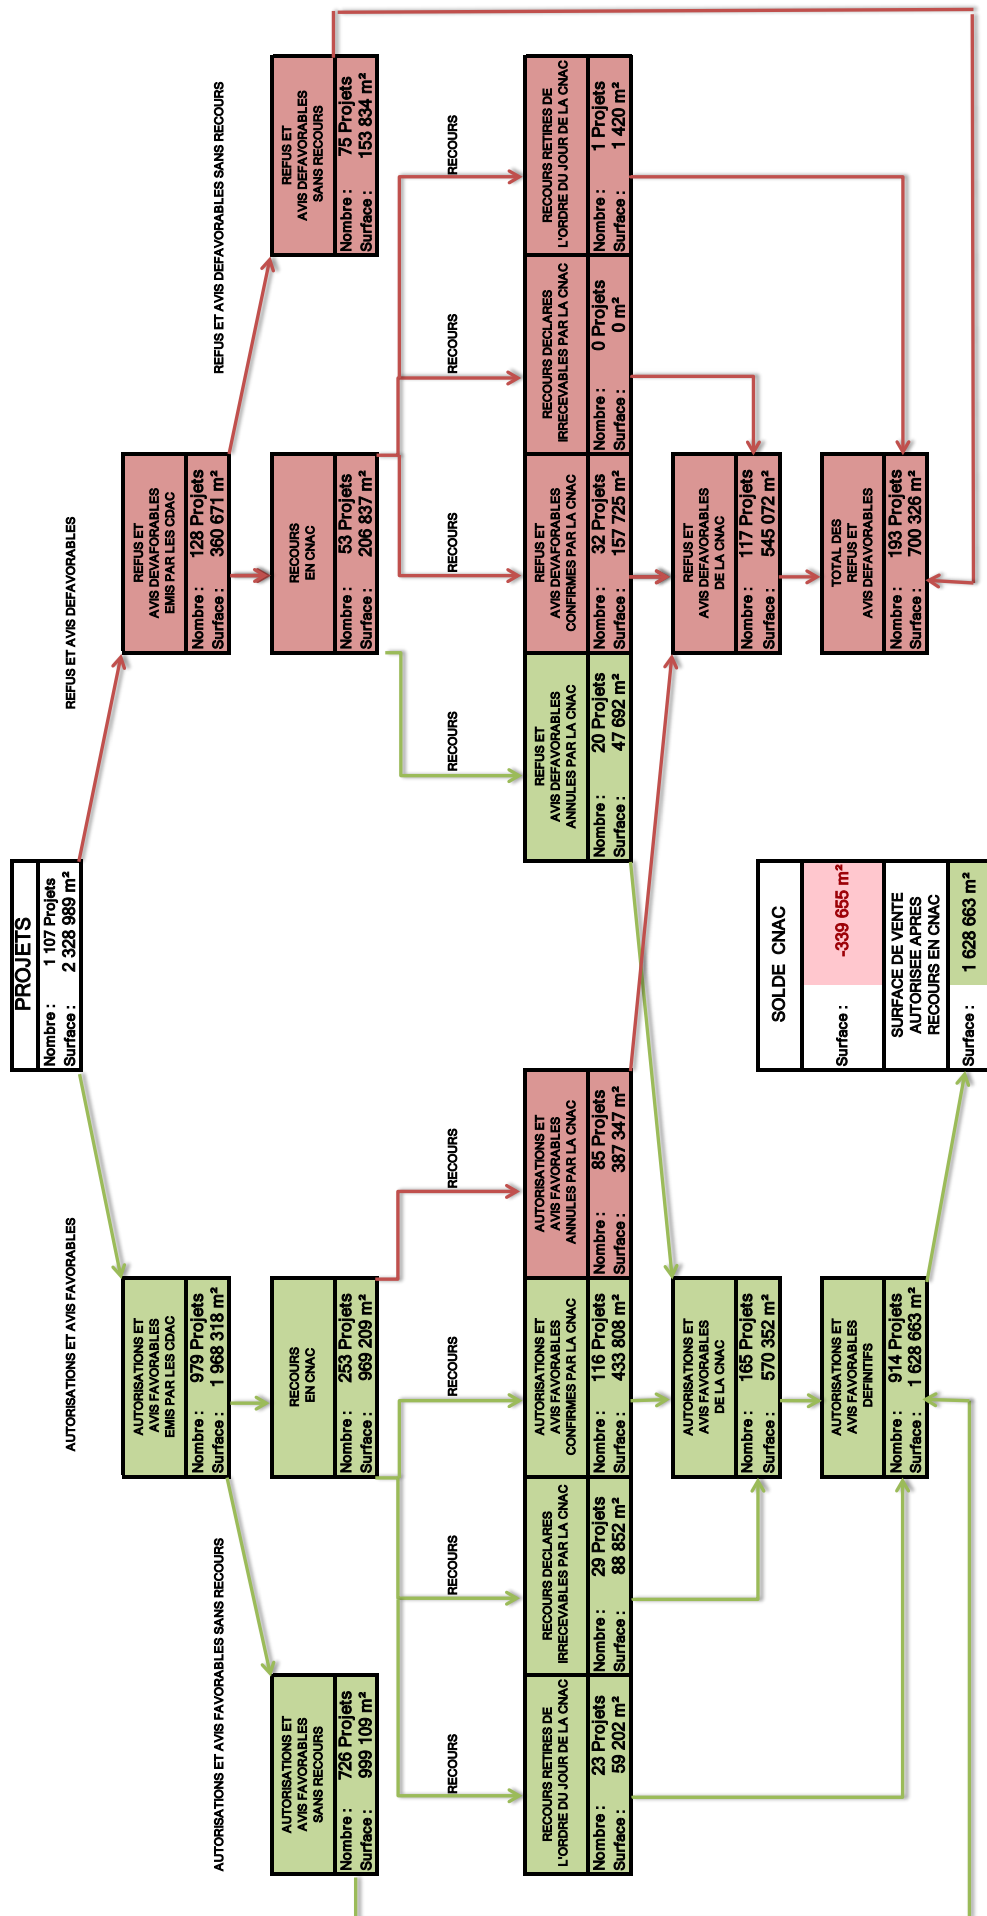 PROJETS
Nombre : 1 107 Projets
Surface : 2 328 989 m²
AUTORISATIONS ET AVIS FAVORABLES
REFUS ET AVIS DEFAVORABLES
AUTORISATIONS ET
AVIS FAVORABLES
EMIS PAR LES CDAC
Nombre : 979 Projets
Surface : 1 968 318 m²
REFUS ET
AVIS DEVAFORABLES
EMIS PAR LES CDAC
Nombre : 128 Projets
Surface : 360 671 m²
AUTORISATIONS ET AVIS FAVORABLES SANS RECOURS
REFUS ET AVIS DEFAVORABLES SANS RECOURS
AUTORISATIONS ET
AVIS FAVORABLES
SANS RECOURS
Nombre : 726 Projets
Surface : 999 109 m²
RECOURS
EN CNAC
Nombre : 253 Projets
Surface : 969 209 m²
RECOURS
EN CNAC
Nombre : 53 Projets
Surface : 206 837 m²
REFUS ET
AVIS DEFAVORABLES
SANS RECOURS
Nombre : 75 Projets
Surface : 153 834 m²
RECOURS
RECOURS
RECOURS
RECOURS
RECOURS
RECOURS
RECOURS
RECOURS
RECOURS RETIRES DE
L'ORDRE DU JOUR DE LA CNAC
Nombre : 23 Projets
Surface : 59 202 m²
RECOURS DECLARES
IRRECEVABLES PAR LA CNAC
Nombre : 29 Projets
Surface : 88 852 m²
AUTORISATIONS ET
AVIS FAVORABLES
CONFIRMES PAR LA CNAC
Nombre : 116 Projets
Surface : 433 808 m²
AUTORISATIONS ET
AVIS FAVORABLES
ANNULES PAR LA CNAC
Nombre : 85 Projets
Surface : 387 347 m²
REFUS ET
AVIS DEFAVORABLES
ANNULES PAR LA CNAC
Nombre : 20 Projets
Surface : 47 692 m²
REFUS ET
AVIS DEFAVORABLES
CONFIRMES PAR LA CNAC
Nombre : 32 Projets
Surface : 157 725 m²
RECOURS DECLARES
IRRECEVABLES PAR LA CNAC
Nombre : 0 Projets
Surface : 0 m²
RECOURS RETIRES DE
L'ORDRE DU JOUR DE LA CNAC
Nombre : 1 Projets
Surface : 1 420 m²
AUTORISATIONS ET
AVIS FAVORABLES
DE LA CNAC
Nombre : 165 Projets
Surface : 570 352 m²
REFUS ET
AVIS DEFAVORABLES
DE LA CNAC
Nombre : 117 Projets
Surface : 545 072 m²
AUTORISATIONS ET
AVIS FAVORABLES
DEFINITIFS
Nombre : 914 Projets
Surface : 1 628 663 m²
SOLDE CNAC
Surface : -339 655 m²
SURFACE DE VENTE
AUTORISEE APRES
RECOURS EN CNAC
Surface : 1 628 663 m²
TOTAL DES
REFUS ET
AVIS DEFAVORABLES
Nombre : 193 Projets
Surface : 700 326 m²